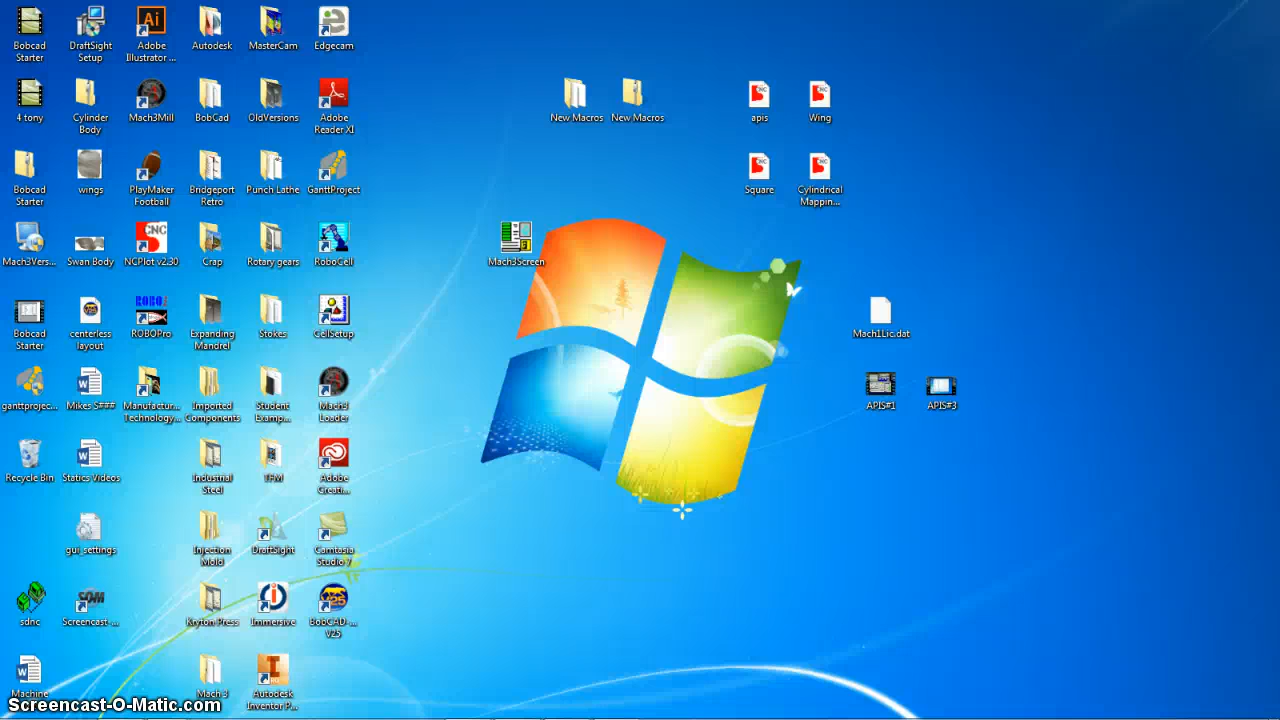 Bobcad
Starter
DraftSight
Setup
Adobe
Illustrator ...
Autodesk
MasterCam
Edgecam
4 tony
Cylinder
Body
Mach3Mill
BobCad
OldVersions
Adobe
Reader XI
New Macros
New Macros
apis
Wing
Bobcad
Starter
wings
PlayMaker
Football
Bridgeport
Retro
Punch Lathe
GanttProject
Square
Cylindrical
Mappin...
Mach3Vers...
Swan Body
NCPlot v2.30
Crap
Rotary gears
RoboCell
Mach3Screen
Bobcad
Starter
centerless
layout
ROBOPro
Expanding
Mandrel
Stokes
CellSetup
Mach1Lic.dat
ganttprojec...
Mikes S###
Manufactur...
Technology...
Imported
Components
Student
Examp...
Mach3
Loader
APIS#1
APIS#3
Recycle Bin
Statics Videos
Industrial
Steel
TFM
Adobe
Creati...
gui_settings
Injection
Mold
DraftSight
Camtasia
Studio 7
sdnc
Screencast-...
Kryton Press
Immersive
BobCAD-...
V25
Machine
Mach 3
Autodesk
Inventor P...
Screencast-O-Matic.com